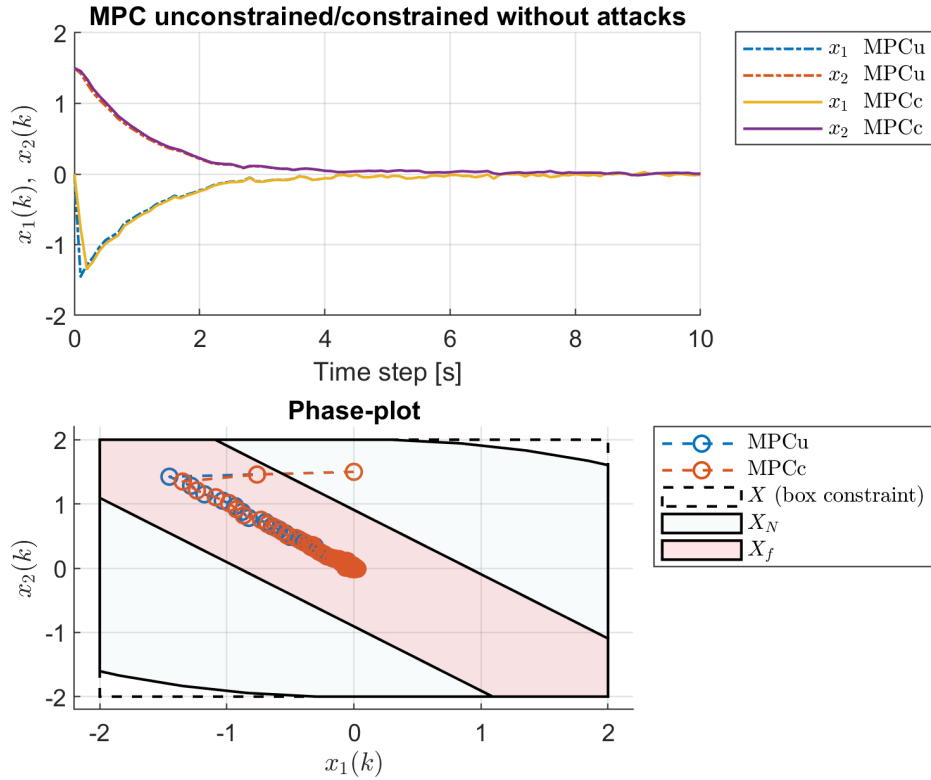 MPC unconstrained/constrained without attacks
x₁(k), x₂(k)
2
1
0
-1
-2
0 2 4 6 8 10
Time step [s]
x₁ MPCu
x₂ MPCu
x₁ MPCc
x₂ MPCc
Phase-plot
x₂(k)
2
1
0
-1
-2
-2 -1 0 1 2
x₁(k)
MPCu
MPCc
X (box constraint)
X_N
X_f